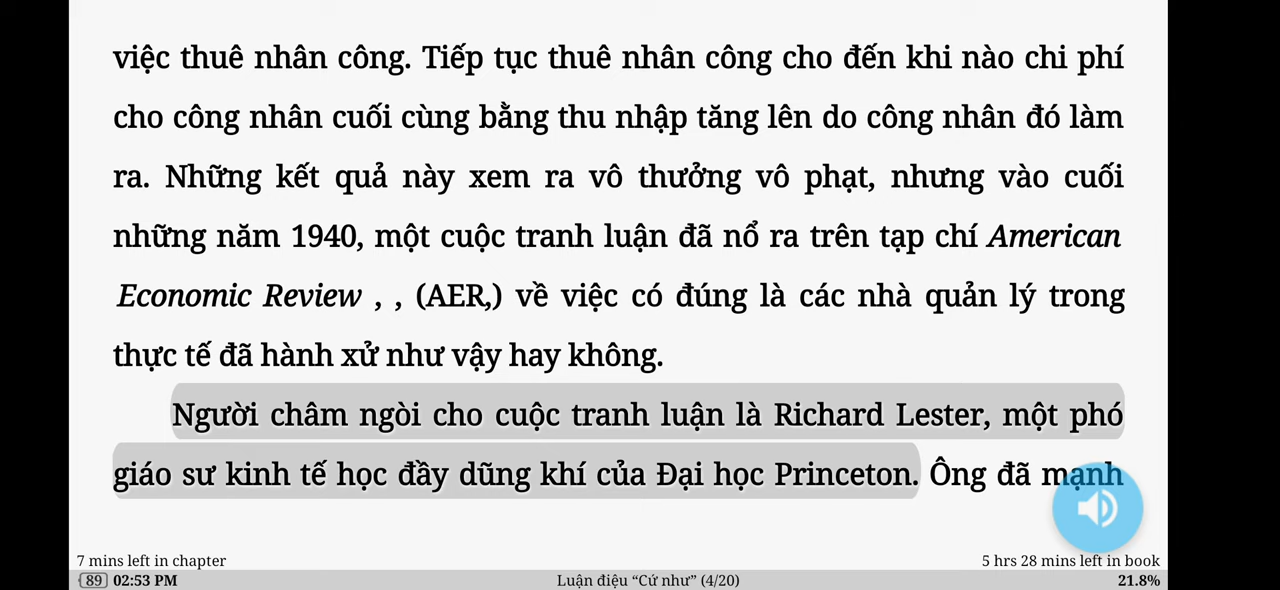 việc thuê nhân công. Tiếp tục thuê nhân công cho đến khi nào chi phí
cho công nhân cuối cùng bằng thu nhập tăng lên do công nhân đó làm
ra. Những kết quả này xem ra vô thưởng vô phạt, nhưng vào cuối
những năm 1940, một cuộc tranh luận đã nổ ra trên tạp chí American
Economic Review , , (AER,) về việc có đúng là các nhà quản lý trong
thực tế đã hành xử như vậy hay không.
Người châm ngòi cho cuộc tranh luận là Richard Lester, một phó
giáo sư kinh tế học đầy dũng khí của Đại học Princeton. Ông đã mạnh
7 mins left in chapter
5 hrs 28 mins left in book
89 02:53 PM
Luận điệu “Cứ như” (4/20)
21.8%